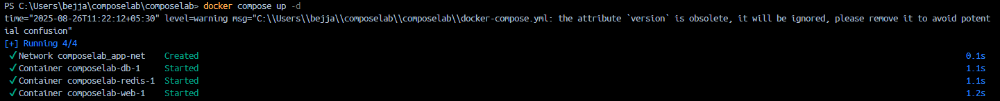 PS C:\Users\bejja\composelab\composelab> docker compose up -d
time="2025-08-26T11:22:12+05:30" level=warning msg="C:\\Users\\bejja\\composelab\\composelab\\docker-compose.yml: the attribute `version` is obsolete, it will be ignored, please remove it to avoid potent
ial confusion"
[+] Running 4/4
✓ Network composelab_app-net Created 0.1s
✓ Container composelab-db-1 Started 1.1s
✓ Container composelab-redis-1 Started 1.1s
✓ Container composelab-web-1 Started 1.2s